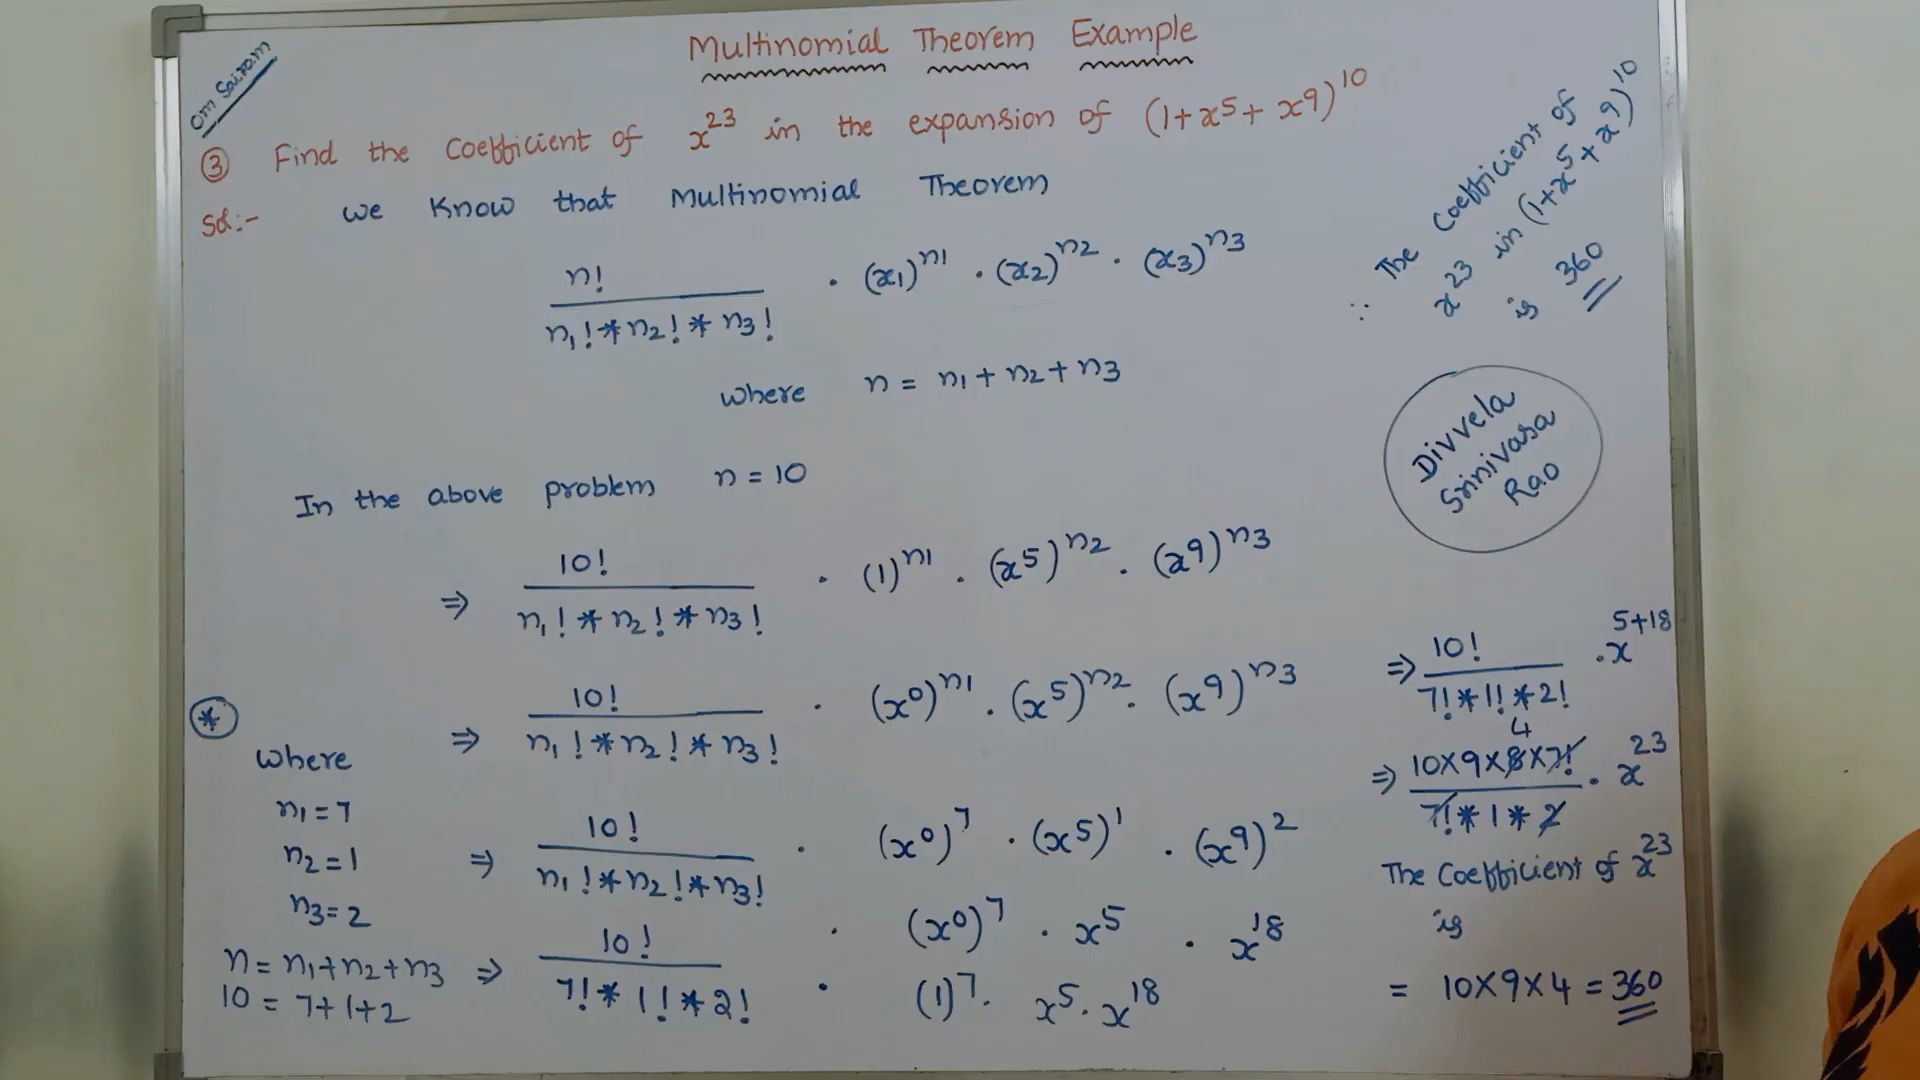 Om Sairam
Multinomial Theorem Example
③ Find the Coefficient of x^23 in the expansion of (1+x^5+x^9)^10
Sol:- We Know that Multinomial Theorem
n! / (n1! * n2! * n3!) . (x1)^n1 . (x2)^n2 . (x3)^n3
where n = n1 + n2 + n3
In the above problem n = 10
⇒ 10! / (n1! * n2! * n3!) . (1)^n1 . (x^5)^n2 . (x^9)^n3
⇒ 10! / (n1! * n2! * n3!) . (x^0)^n1 . (x^5)^n2 . (x^9)^n3
(*)
where
n1 = 7
n2 = 1
n3 = 2
n = n1+n2+n3
10 = 7+1+2
⇒ 10! / (n1! * n2! * n3!) . (x^0)^7 . (x^5)^1 . (x^9)^2
⇒ 10! / (7! * 1! * 2!) . (x^0)^7 . x^5 . x^18
. (1)^7 . x^5 . x^18
⇒ 10! / (7! * 1! * 2!) . x^5+18
4
⇒ 10×9×8×7! / (7! * 1 * 2) . x^23
The Coefficient of x^23
is
= 10×9×4 = 360
∴ The Coefficient of
x^23 in (1+x^5+x^9)^10
is 360
Divvela
Srinivasa
Rao